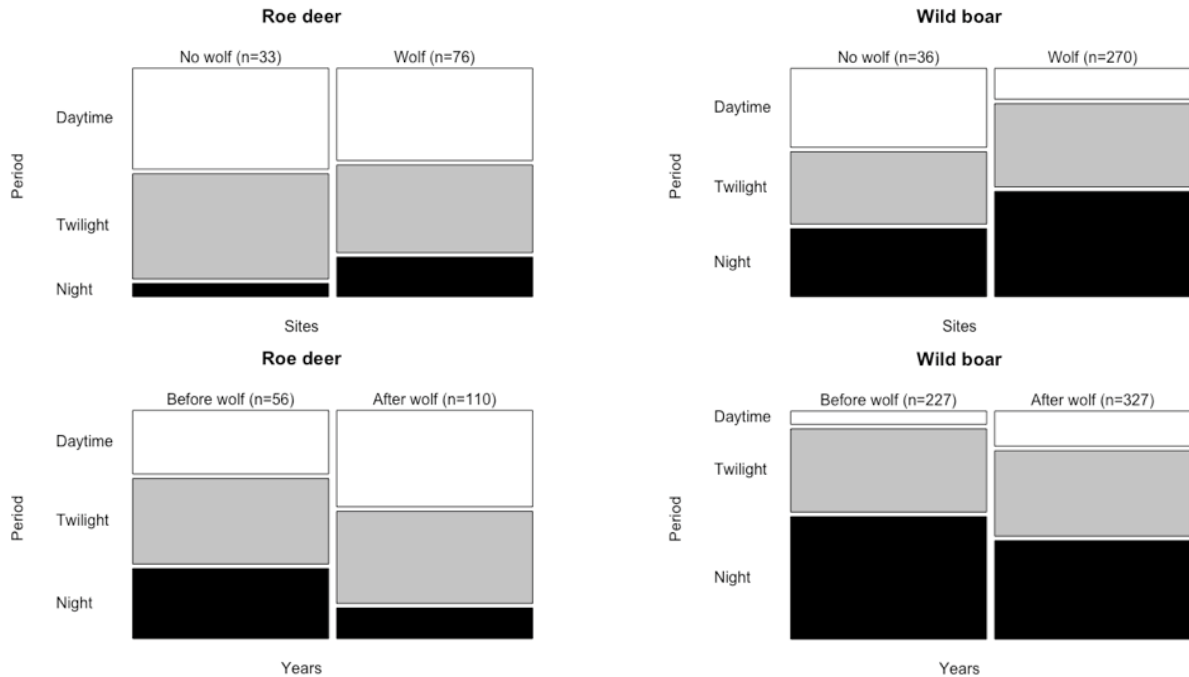 Roe deer
No wolf (n=33) Wolf (n=76)
Daytime
Twilight
Night
Period
Sites
Wild boar
No wolf (n=36) Wolf (n=270)
Daytime
Twilight
Night
Period
Sites
Roe deer
Before wolf (n=56) After wolf (n=110)
Daytime
Twilight
Night
Period
Years
Wild boar
Before wolf (n=227) After wolf (n=327)
Daytime
Twilight
Night
Period
Years